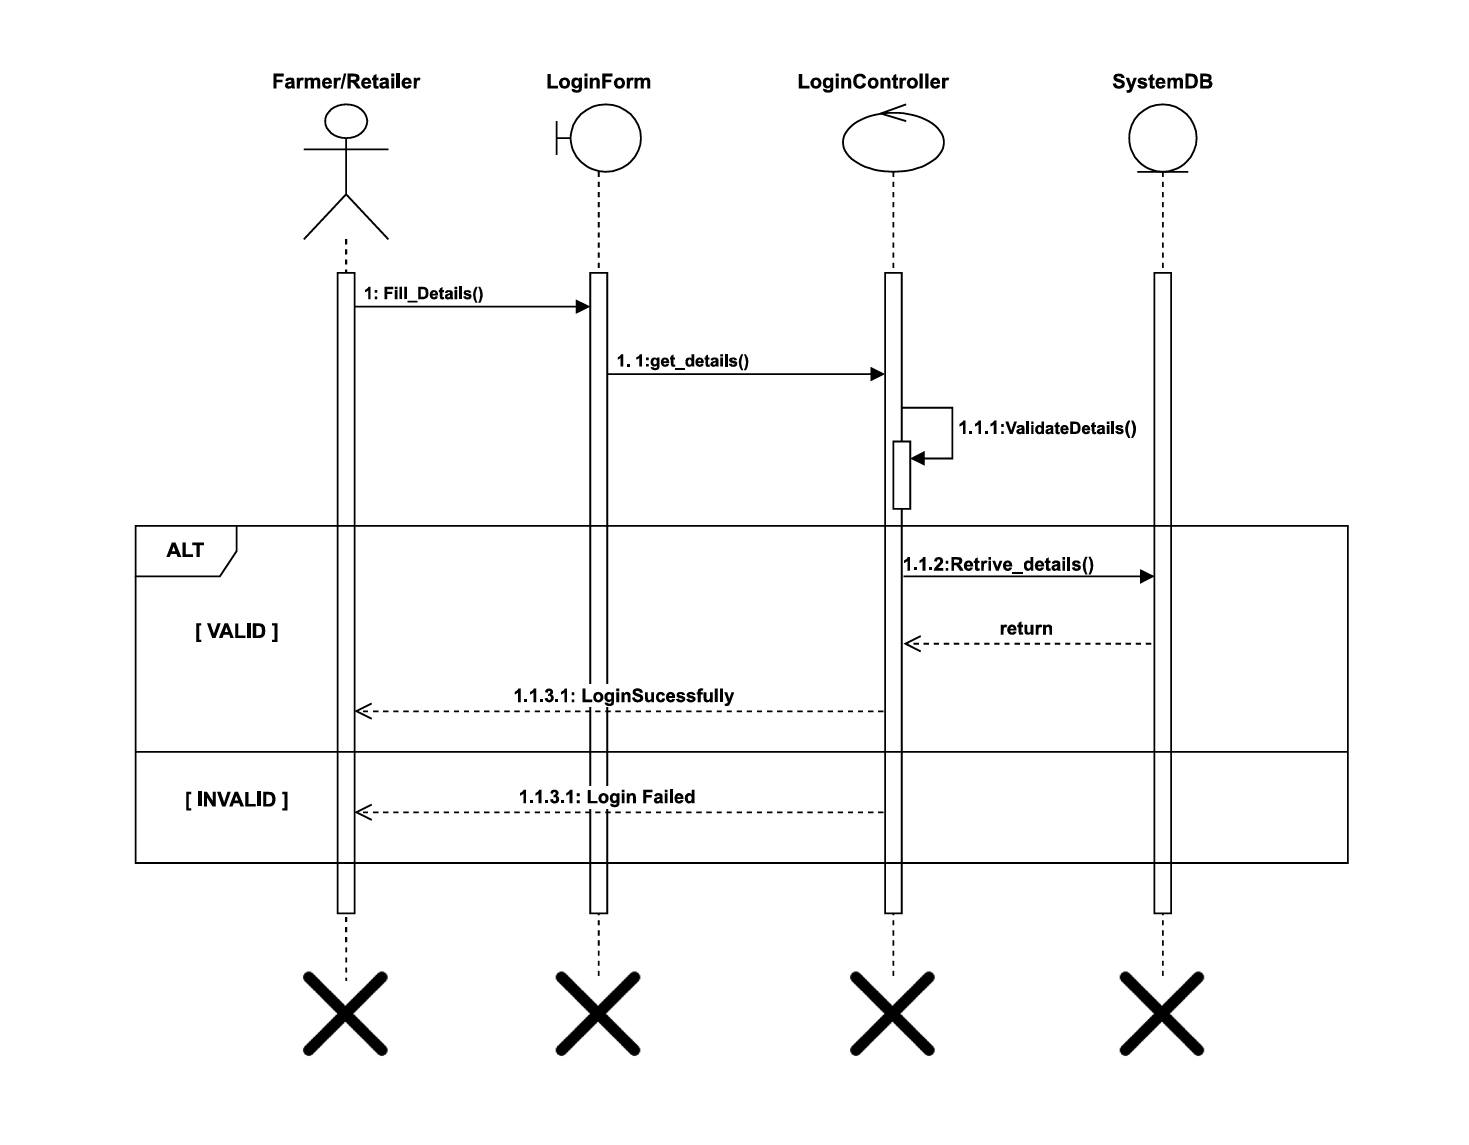 Farmer/Retailer
LoginForm
LoginController
SystemDB
1: Fill_Details()
1. 1:get_details()
1.1.1:ValidateDetails()
ALT
1.1.2:Retrive_details()
[ VALID ]
return
1.1.3.1: LoginSucessfully
[ INVALID ]
1.1.3.1: Login Failed